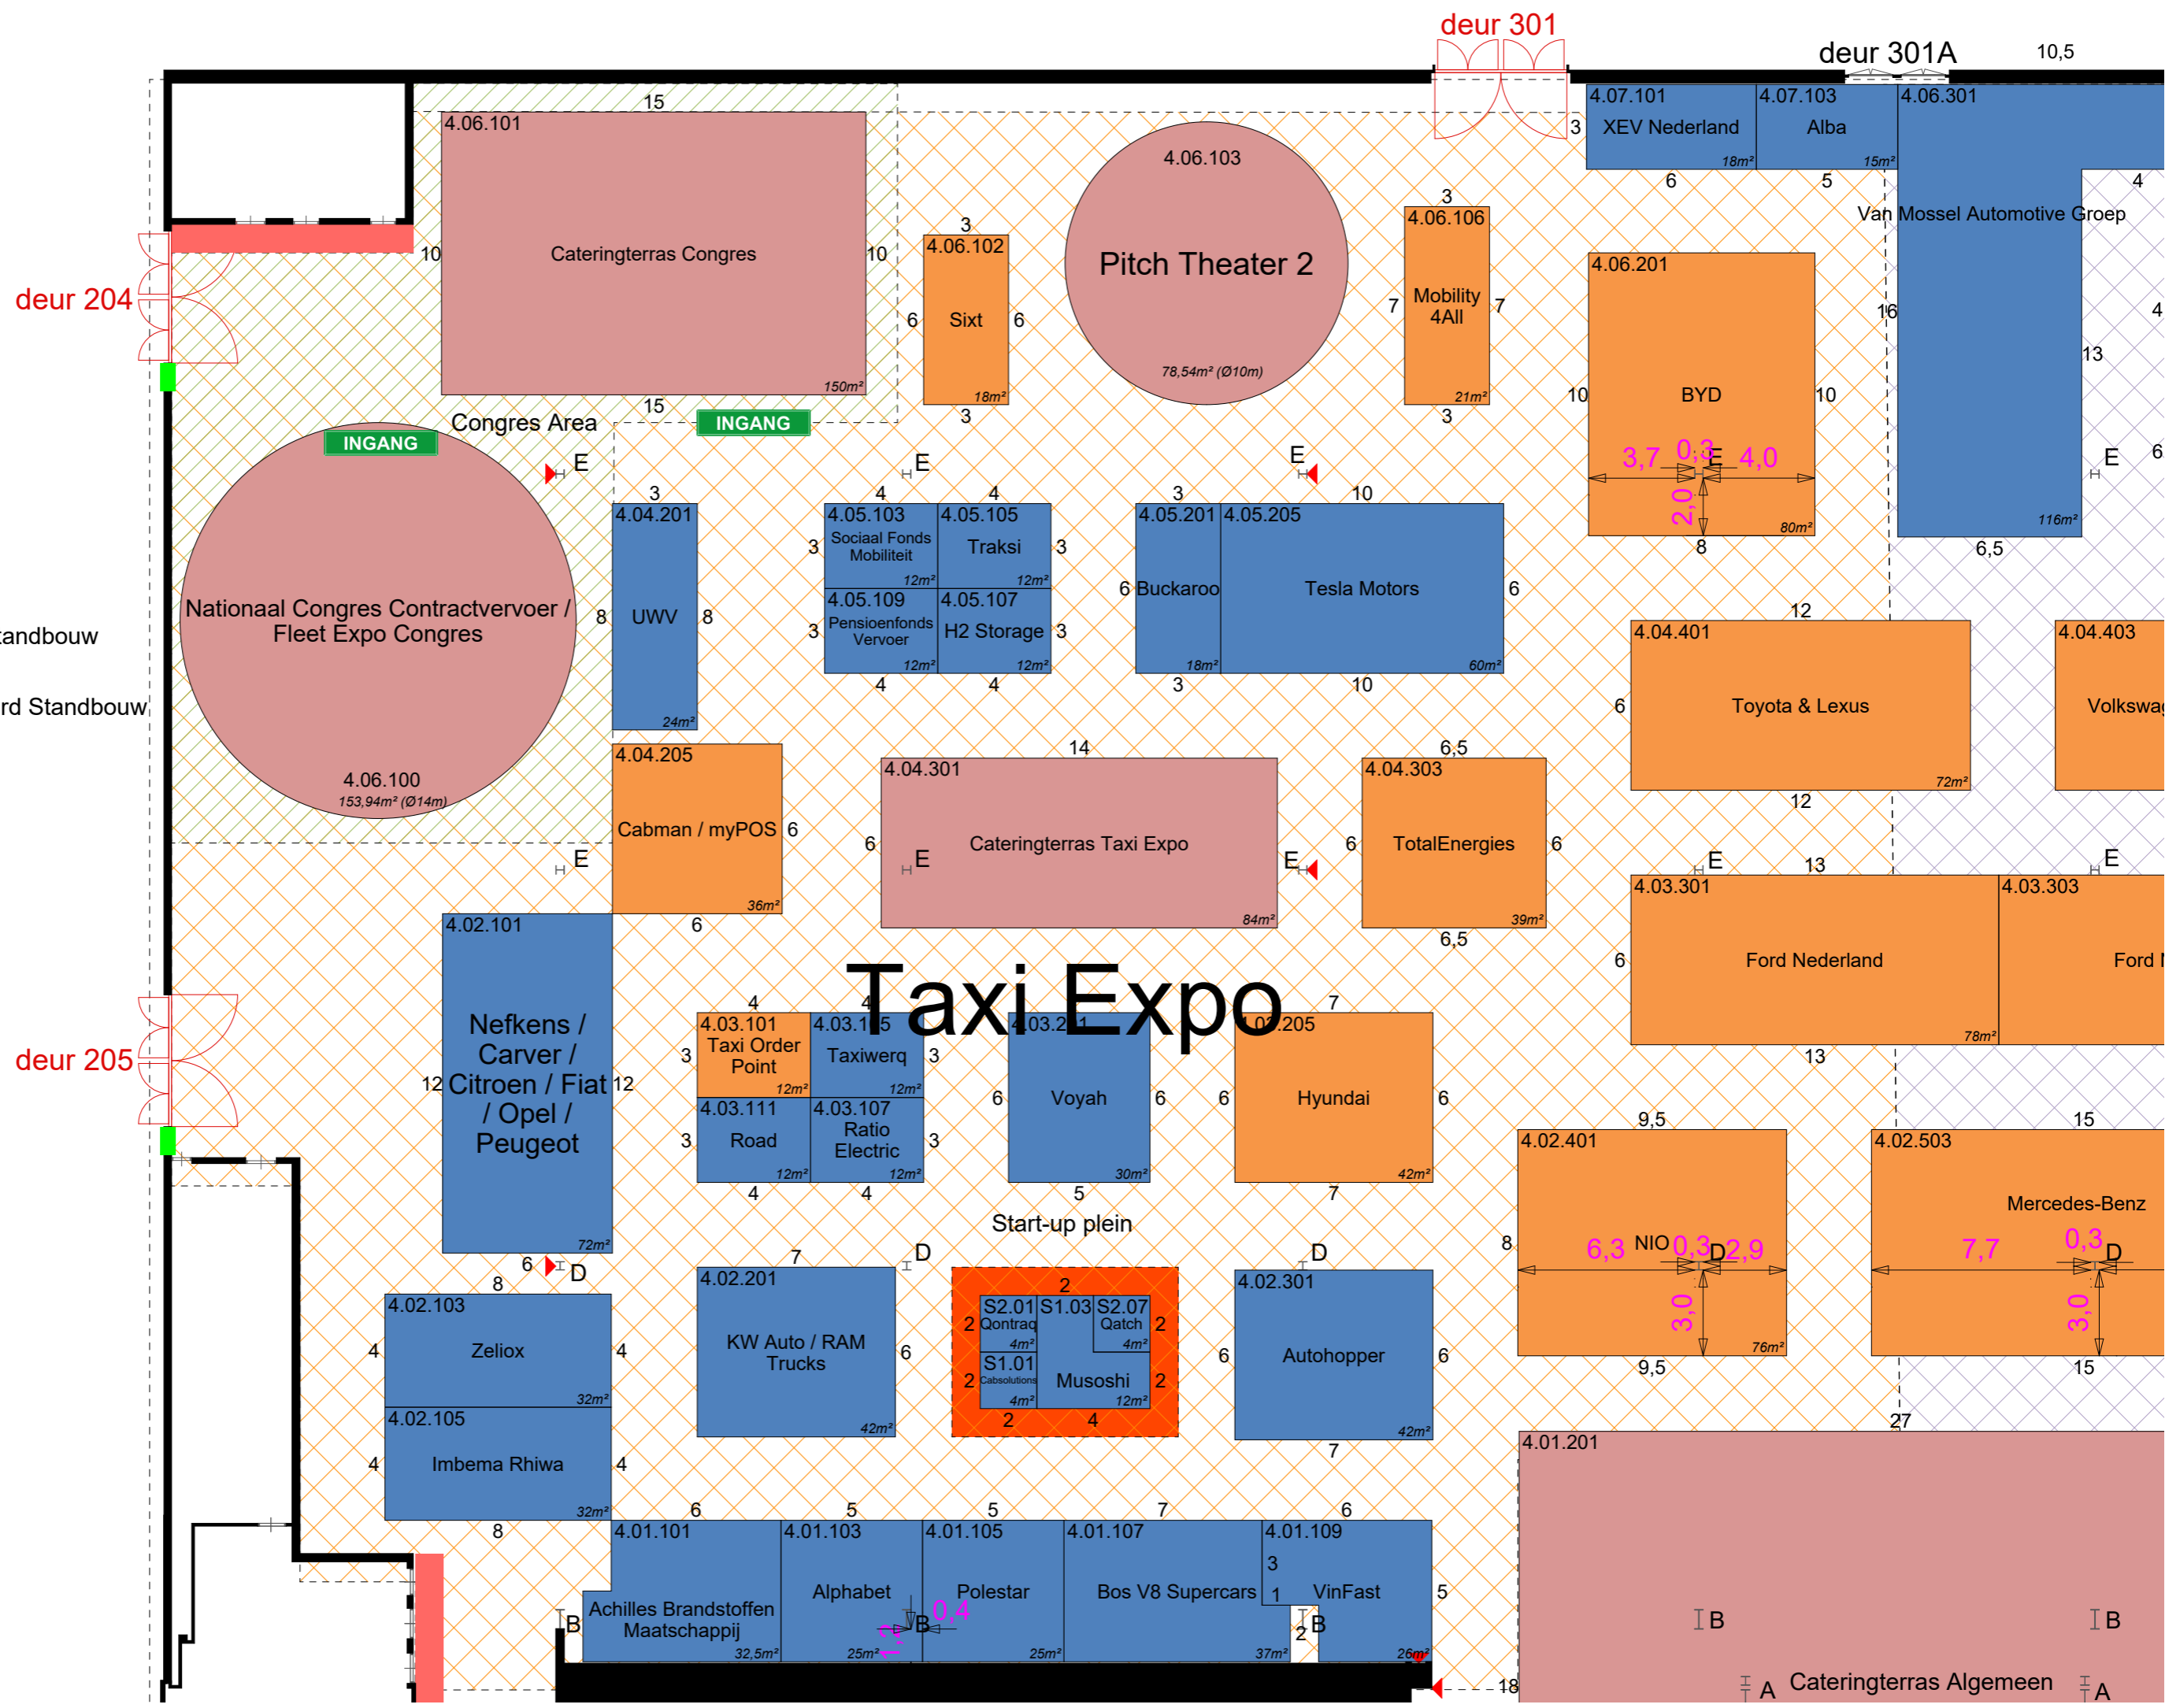 deur 301
deur 301A
10,5
15
4.06.101
Cateringterras Congres
10
10
150m²
15
deur 204
Congres Area
INGANG
INGANG
3
4.06.102
Sixt
6
6
18m²
3
4.06.103
Pitch Theater 2
78,54m² (Ø10m)
3
4.06.106
Mobility
4All
7
7
21m²
3
3
4.07.101
XEV Nederland
18m²
6
4.07.103
Alba
15m²
5
4.06.301
4
Van Mossel Automotive Groep
16
13
4
6
116m²
6,5
4.06.201
BYD
10
10
3,7
0,3
4,0
2,0
80m²
8
E
E
E
E
E
Nationaal Congres Contractvervoer /
Fleet Expo Congres
4.06.100
153,94m² (Ø14m)
tandbouw
rd Standbouw
3
4.04.201
UWV
8
8
24m²
4
4
4.05.103
Sociaal Fonds
Mobiliteit
3
12m²
4.05.105
Traksi
3
12m²
4.05.109
Pensioenfonds
Vervoer
3
12m²
4.05.107
H2 Storage
3
12m²
4
4
3
4.05.201
Buckaroo
6
18m²
3
10
4.05.205
Tesla Motors
6
60m²
10
12
4.04.401
Toyota & Lexus
6
72m²
12
4.04.403
Volkswag
4.04.205
Cabman / myPOS
6
36m²
6
14
4.04.301
Cateringterras Taxi Expo
6
84m²
6,5
4.04.303
TotalEnergies
6
6
39m²
6,5
E
E
E
E
E
13
4.03.301
Ford Nederland
6
78m²
13
4.03.303
Ford
Taxi Expo
deur 205
4.02.101
Nefkens /
Carver /
Citroen / Fiat
/ Opel /
Peugeot
12
12
72m²
6
4
4
4.03.101
Taxi Order
Point
3
12m²
Taxiwerq
3
12m²
4.03.111
Road
3
12m²
4.03.107
Ratio
Electric
3
12m²
4
4
Voyah
6
6
30m²
5
7
Hyundai
6
6
42m²
7
Start-up plein
9,5
4.02.401
NIO
8
6,3
0,3
2,9
3,0
76m²
9,5
15
4.02.503
Mercedes-Benz
7,7
0,3
3,0
15
D
D
D
D
D
8
4.02.103
Zeliox
4
4
32m²
4.02.105
Imbema Rhiwa
4
4
32m²
8
7
4.02.201
KW Auto / RAM
Trucks
6
42m²
2
S2.01
Qontraq
2
4m²
S1.03
S2.07
Qatch
2
4m²
S1.01
Cabsolutions
2
4m²
Musoshi
2
12m²
2
4
4.02.301
Autohopper
6
6
42m²
7
27
4.01.201
6
4.01.101
Achilles Brandstoffen
Maatschappij
32,5m²
5
4.01.103
Alphabet
25m²
5
4.01.105
Polestar
25m²
7
4.01.107
Bos V8 Supercars
37m²
6
4.01.109
3
1
VinFast
5
2
26m²
0,4
1,2
B
B
B
B
B
18
Cateringterras Algemeen
A
A